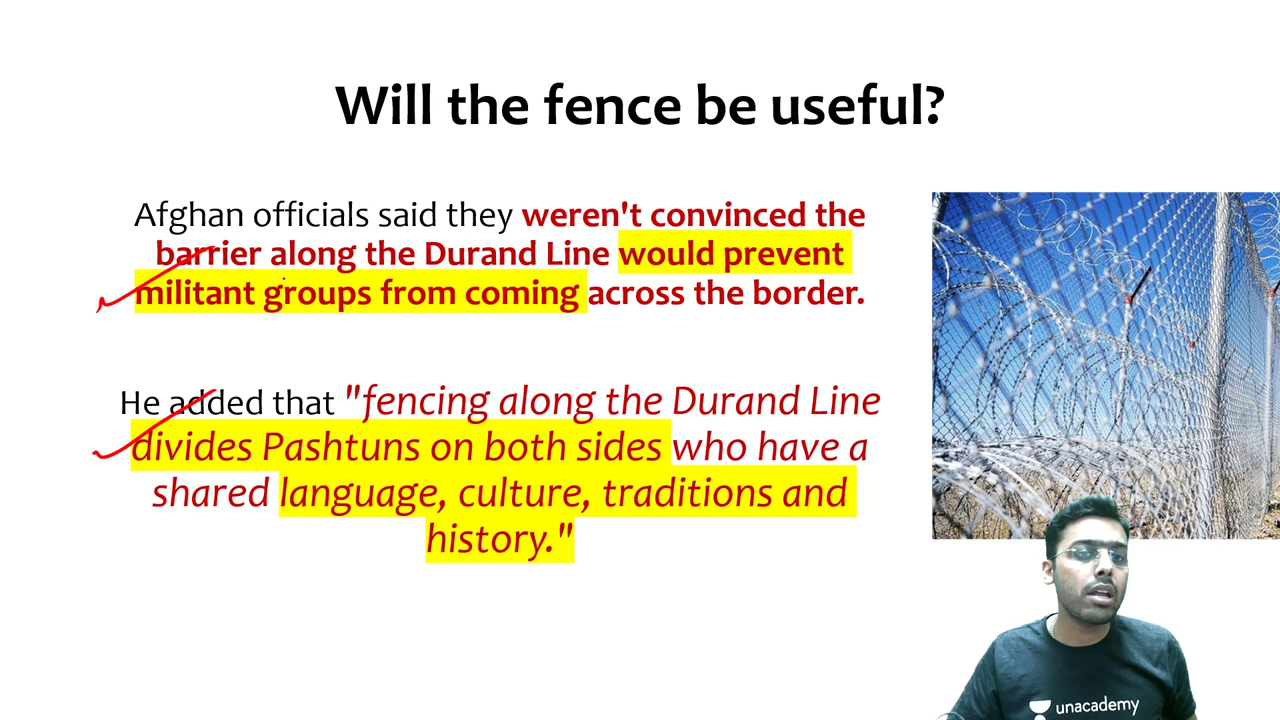 Will the fence be useful?
Afghan officials said they weren't convinced the
barrier along the Durand Line would prevent
militant groups from coming across the border.
He added that "fencing along the Durand Line
divides Pashtuns on both sides who have a
shared language, culture, traditions and
history."
unacademy